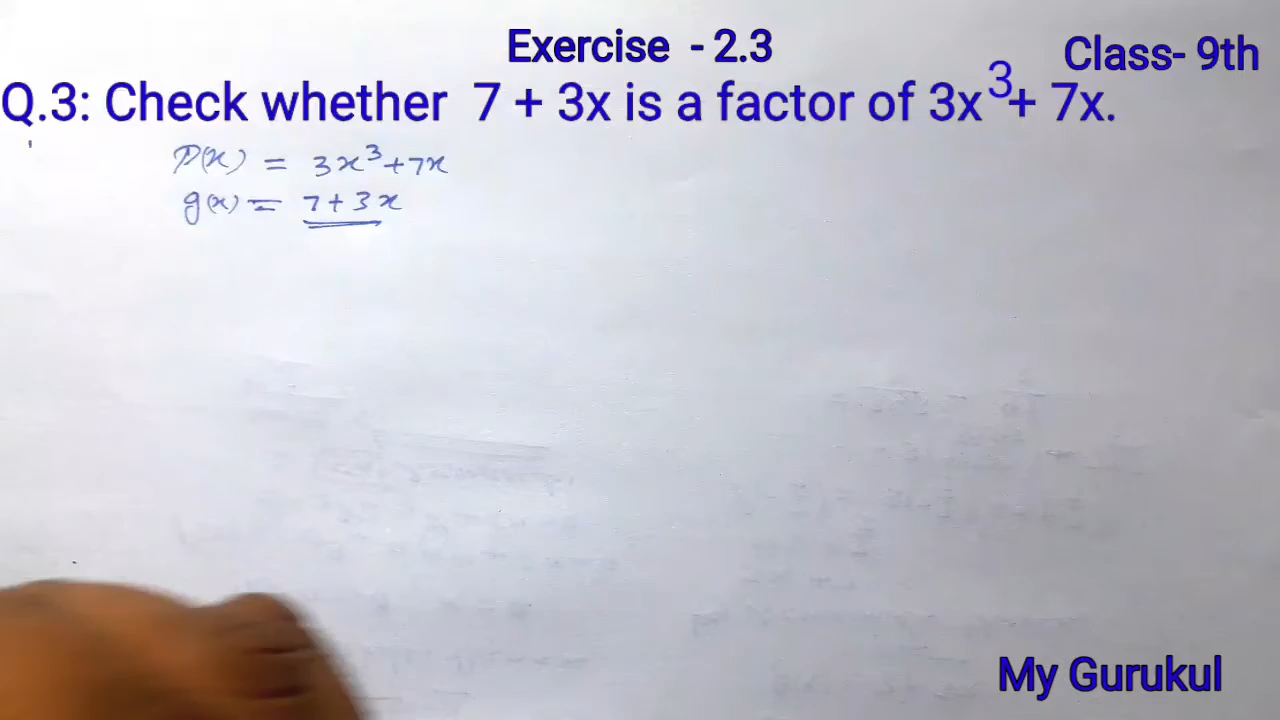 Exercise - 2.3
Class- 9th
Q.3: Check whether 7 + 3x is a factor of 3x³+ 7x.
P(x) = 3x³+7x
g(x) = 7+3x
My Gurukul